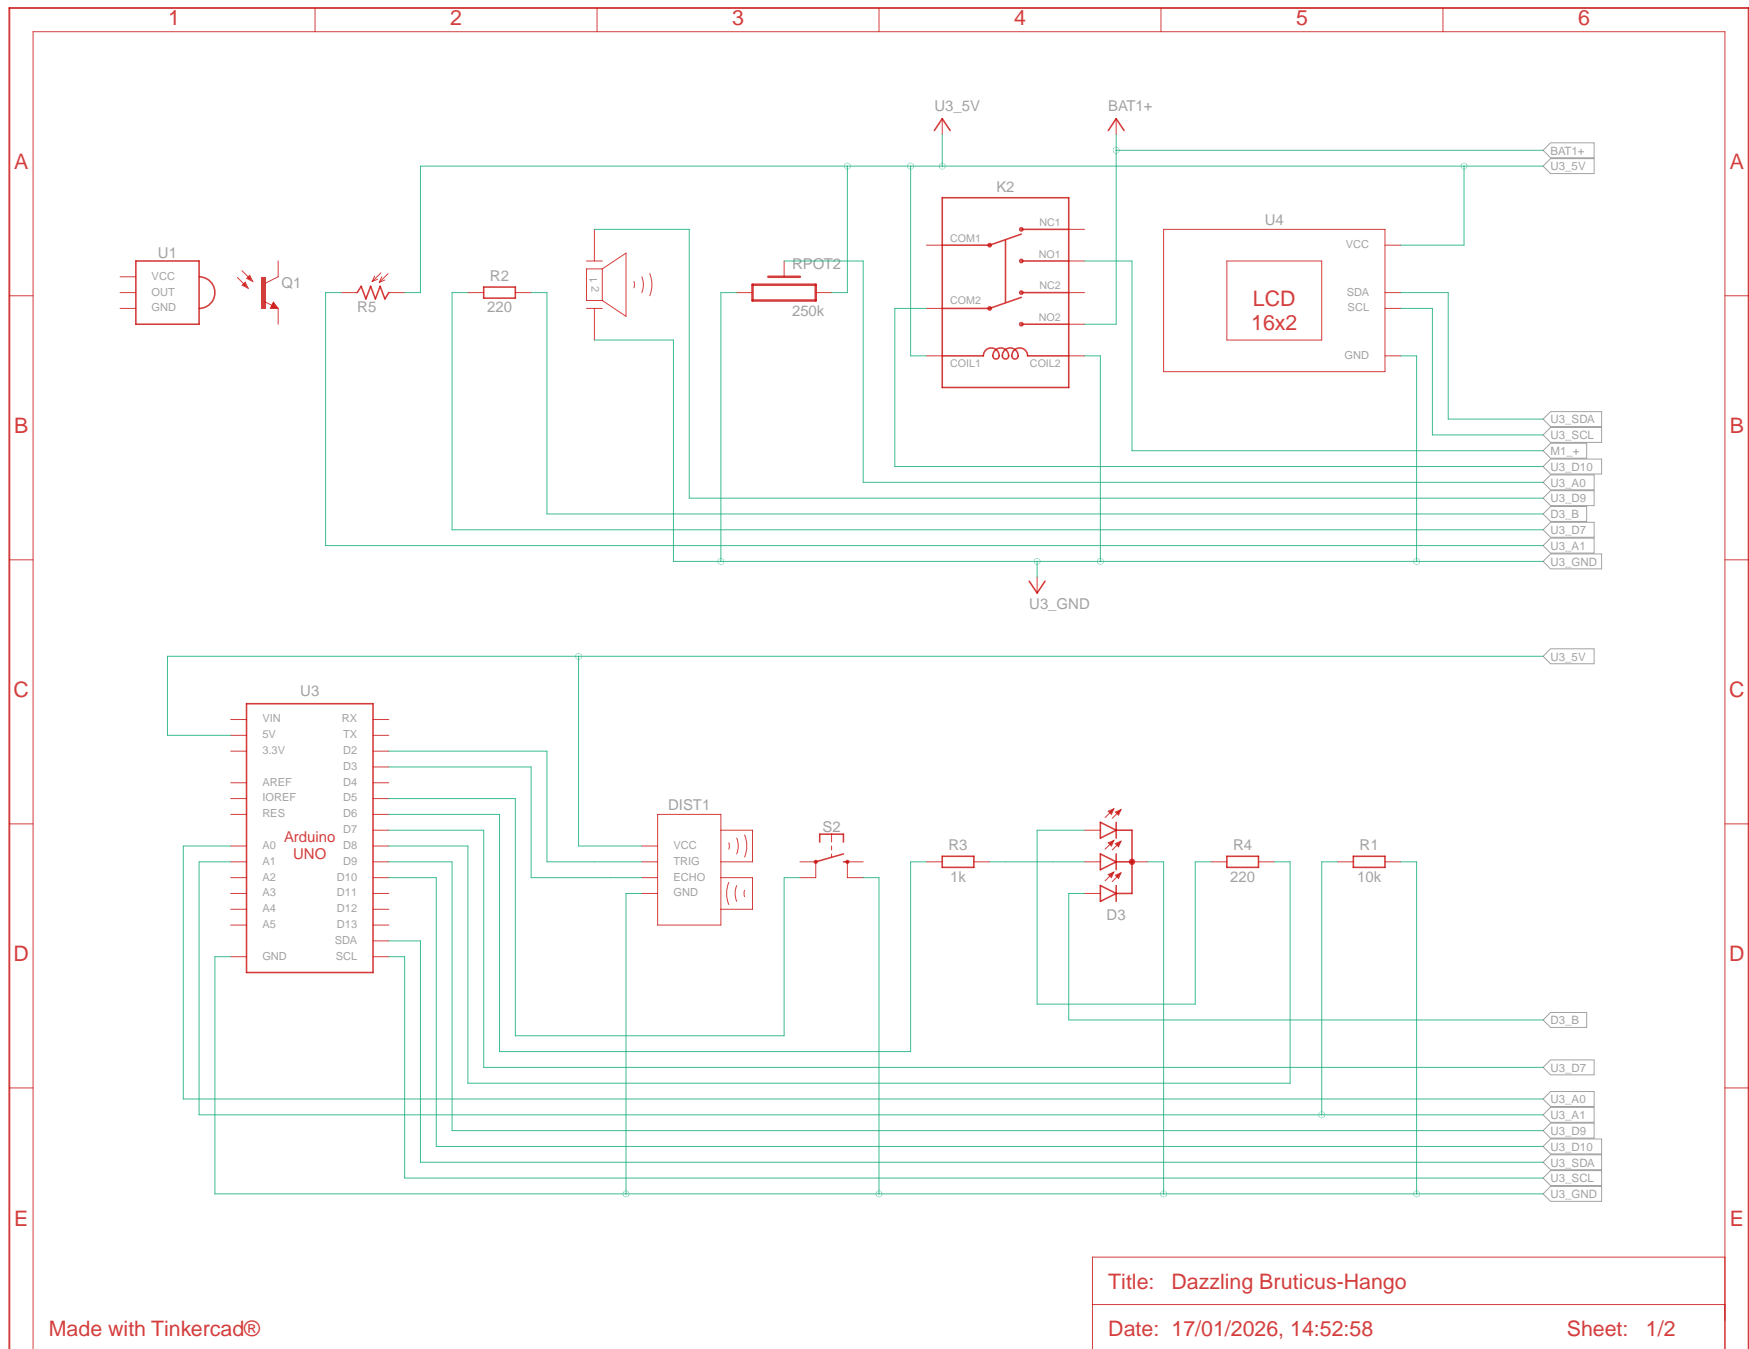 1 2 3 4 5 6
U3_5V BAT1+
A A
BAT1+
U3_5V
K2
U4
U1
VCC
OUT
GND
Q1
R5
R2
220
1 2
RPOT2
250k
COM1
COM2
COIL1
NC1
NO1
NC2
NO2
COIL2
LCD
16x2
VCC
SDA
SCL
GND
B B
U3_SDA
U3_SCL
M1_+
U3_D10
U3_A0
U3_D9
D3_B
U3_D7
U3_A1
U3_GND
U3_GND
U3_5V
C C
U3
VIN
5V
3.3V
AREF
IOREF
RES
A0
A1
A2
A3
A4
A5
GND
Arduino
UNO
RX
TX
D2
D3
D4
D5
D6
D7
D8
D9
D10
D11
D12
D13
SDA
SCL
DIST1
VCC
TRIG
ECHO
GND
S2
R3
1k
D3
R4
220
R1
10k
D D
D3_B
U3_D7
U3_A0
U3_A1
U3_D9
U3_D10
U3_SDA
U3_SCL
U3_GND
E E
Title: Dazzling Bruticus-Hango
Made with Tinkercad®
Date: 17/01/2026, 14:52:58 Sheet: 1/2